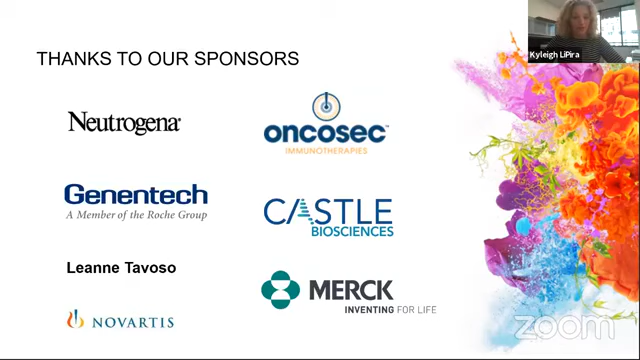 THANKS TO OUR SPONSORS
Kyleigh LiPira
Neutrogena®
oncosec™
IMMUNOTHERAPIES
Genentech
A Member of the Roche Group
CASTLE
BIOSCIENCES
Leanne Tavoso
MERCK
INVENTING FOR LIFE
NOVARTIS
zoom